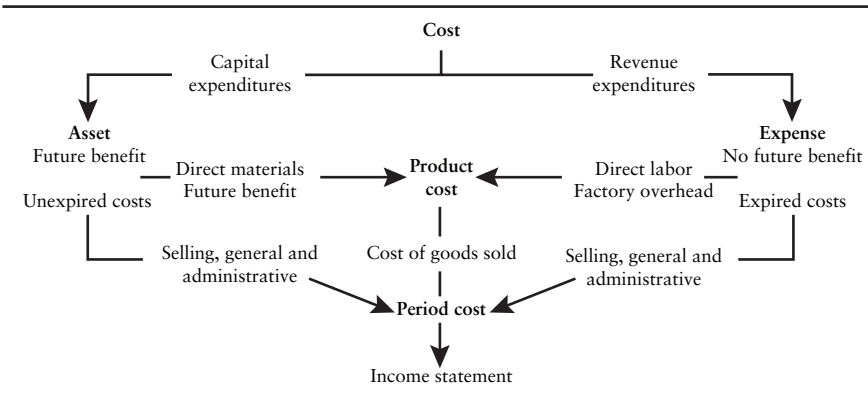 Cost
Capital
expenditures
Revenue
expenditures
Asset
Future benefit
Expense
No future benefit
Direct materials
Future benefit
Product
cost
Direct labor
Factory overhead
Unexpired costs
Expired costs
Selling, general and
administrative
Cost of goods sold
Selling, general and
administrative
Period cost
Income statement